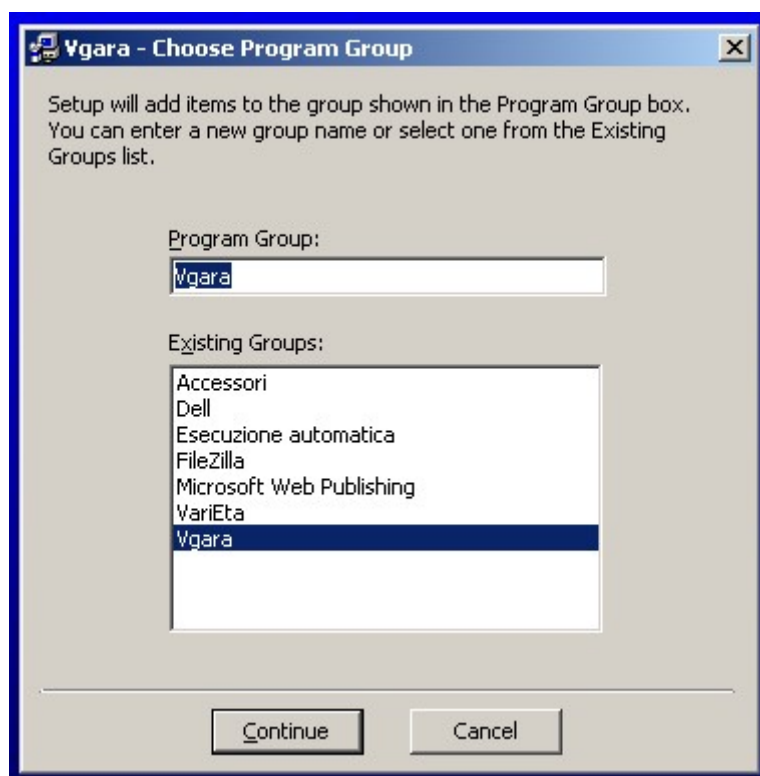 Vgara - Choose Program Group
Setup will add items to the group shown in the Program Group box.
You can enter a new group name or select one from the Existing
Groups list.
Program Group:
Vgara
Existing Groups:
Accessori
Dell
Esecuzione automatica
FileZilla
Microsoft Web Publishing
VariEta
Vgara
Continue
Cancel